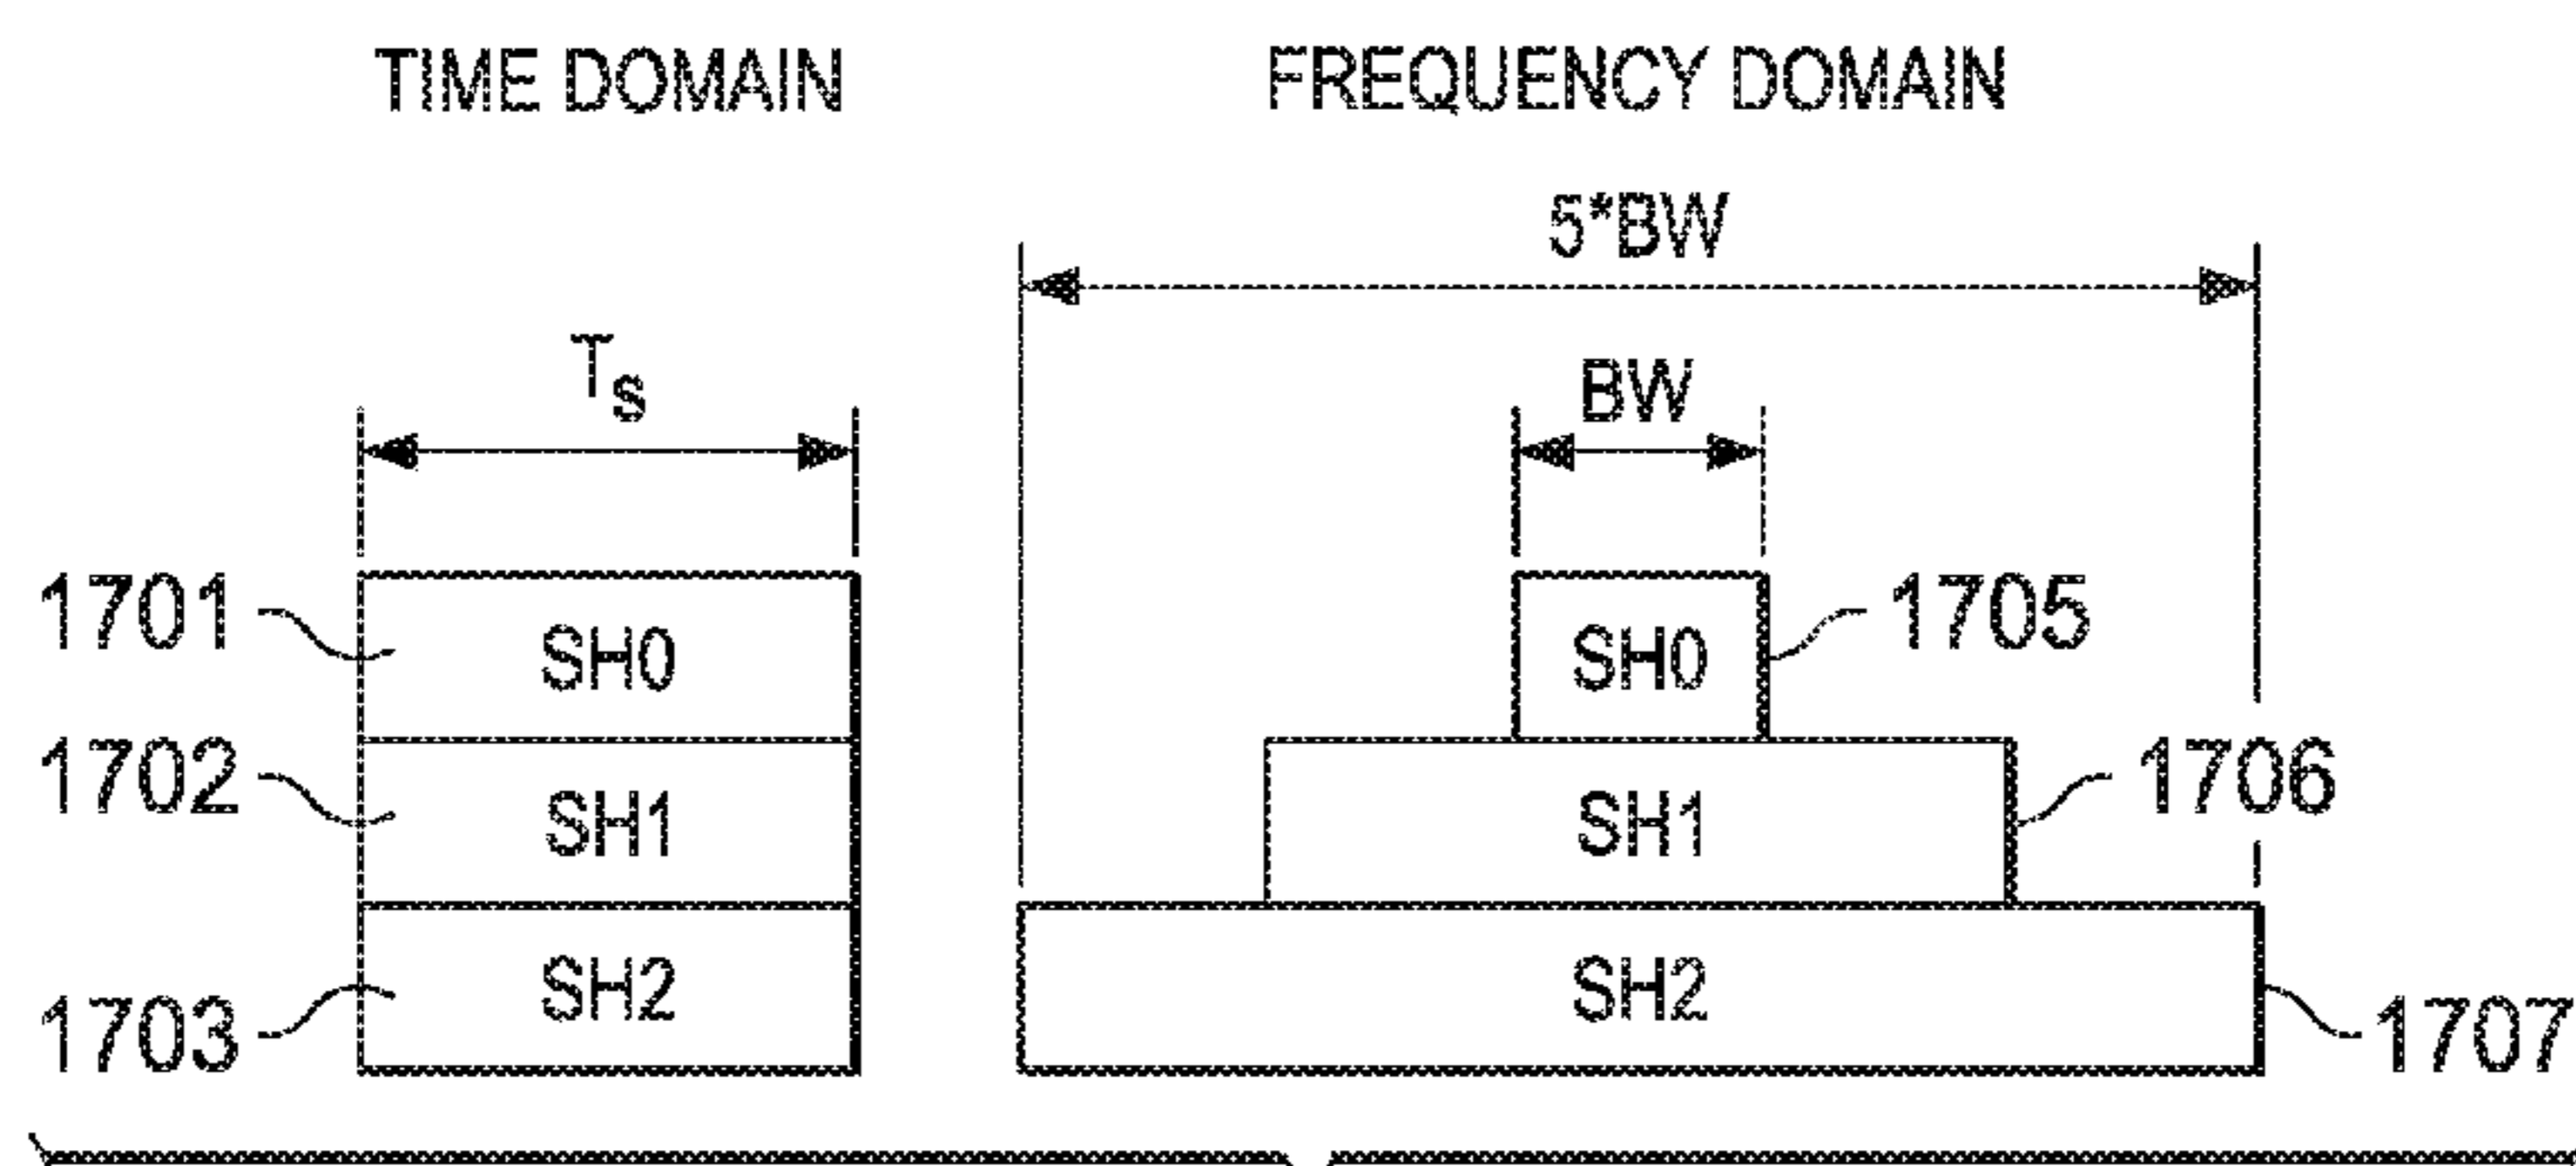 TIME DOMAIN
FREQUENCY DOMAIN
5*BW
Ts
BW
1701
SH0
SH0
1705
1702
SH1
SH1
1706
1703
SH2
SH2
1707